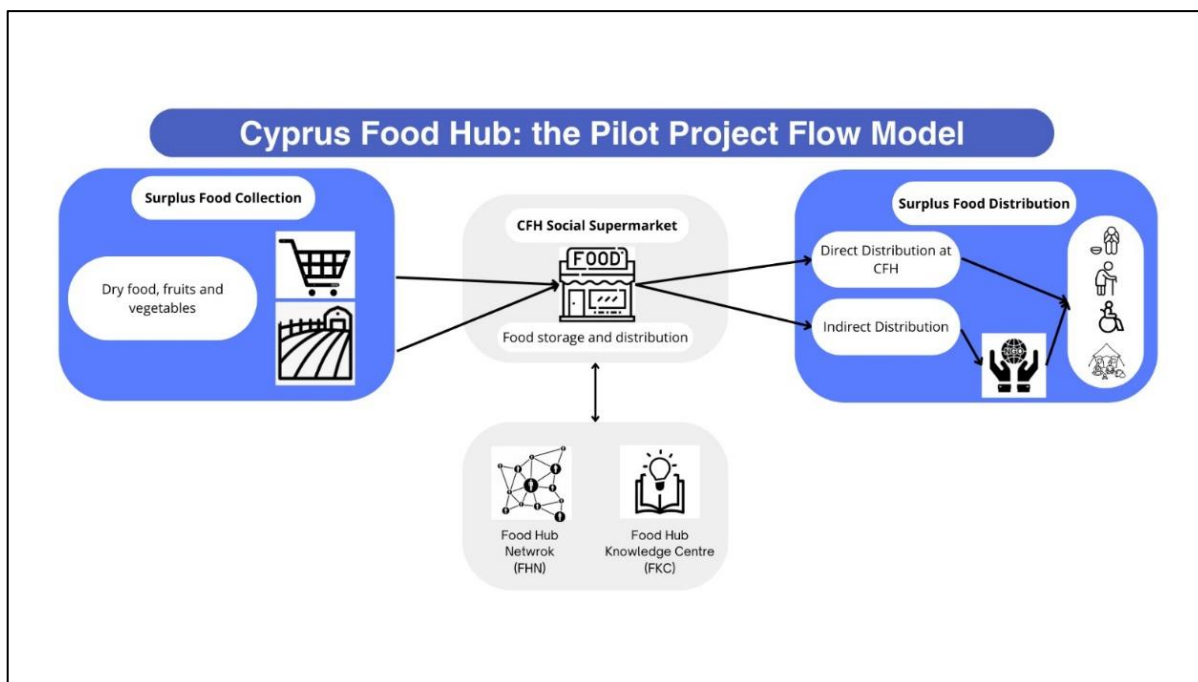 Cyprus Food Hub: the Pilot Project Flow Model
Surplus Food Collection
Dry food, fruits and
vegetables
CFH Social Supermarket
FOOD
Food storage and distribution
Food Hub
Netwrok
(FHN)
Food Hub
Knowledge Centre
(FKC)
Surplus Food Distribution
Direct Distribution at
CFH
Indirect Distribution
NGO